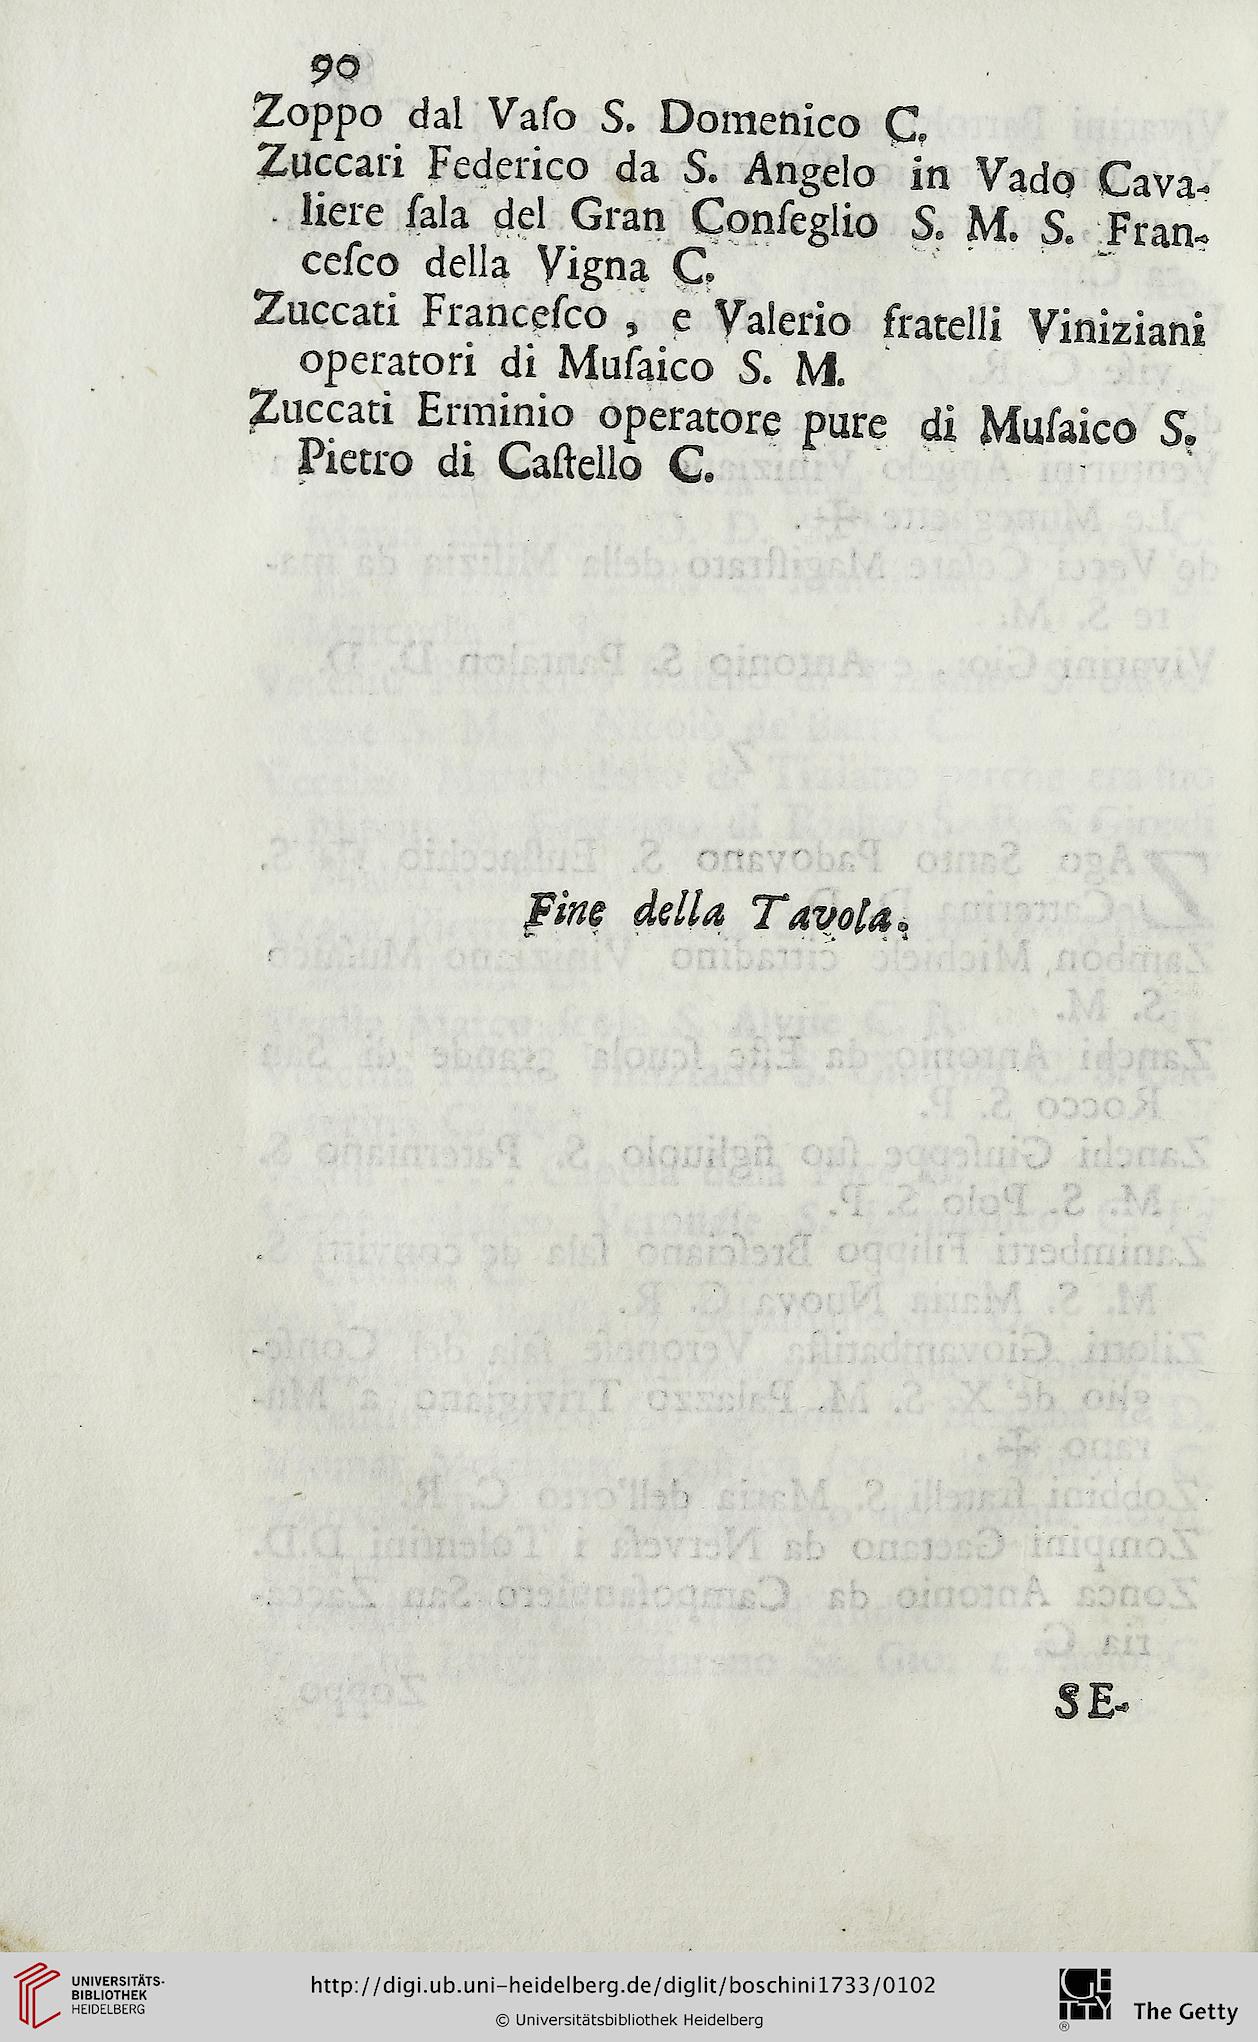 90
Zoppo dal Vaſo S. Domenico C.
Zuccari Federico da S. Angelo in Vado Cava-
liere ſala del Gran Conſeglio S. M. S. Fran-
ceſco della Vigna C.
Zuccati Franceſco , e Valerio fratelli Viniziani
operatori di Muſaico S. M.
Zuccati Erminio operatore pure di Muſaico S.
Pietro di Caſtello C.
Fine della Tavola.
SE-
UNIVERSITÄTS-
BIBLIOTHEK
HEIDELBERG
http://digi.ub.uni-heidelberg.de/diglit/boschini1733/0102
© Universitätsbibliothek Heidelberg
GETTY
®
The Getty